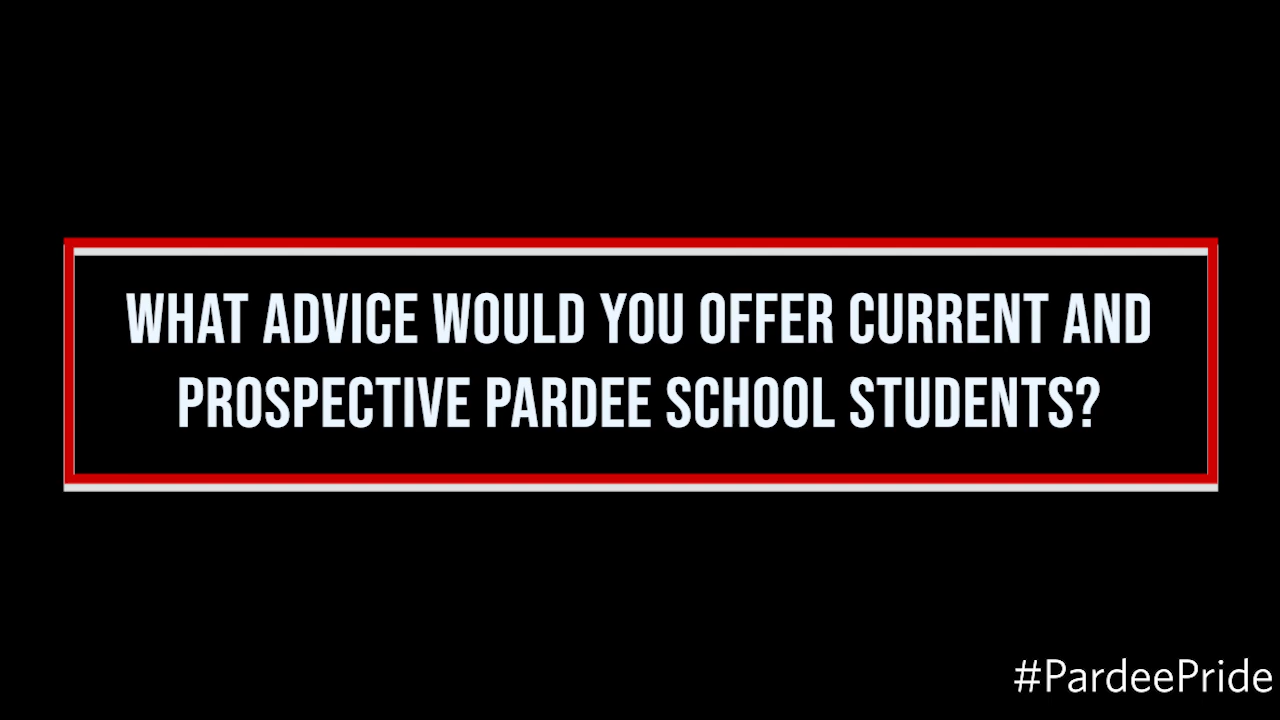 WHAT ADVICE WOULD YOU OFFER CURRENT AND
PROSPECTIVE PARDEE SCHOOL STUDENTS?
#PardeePride